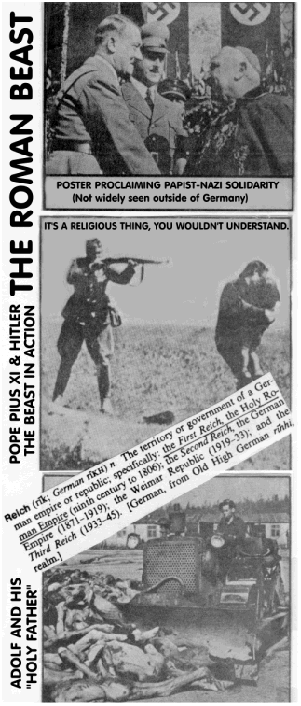 THE ROMAN BEAST
POPE PIUS XI & HITLER
THE BEAST IN ACTION
ADOLF AND HIS
"HOLY FATHER"
POSTER PROCLAIMING PAPIST-NAZI SOLIDARITY
(Not widely seen outside of Germany)
IT'S A RELIGIOUS THING, YOU WOULDN'T UNDERSTAND.
Reich (rīk; German rīKH) n. The territory or government of a Ger-
man empire or republic; specifically, the First Reich, the Holy Ro-
man Empire (ninth century to 1806); the Second Reich, the German
Empire (1871–1919); the Weimar Republic (1919–33); and the
Third Reich (1933–45). [German, from Old High German rīhhi,
realm.]